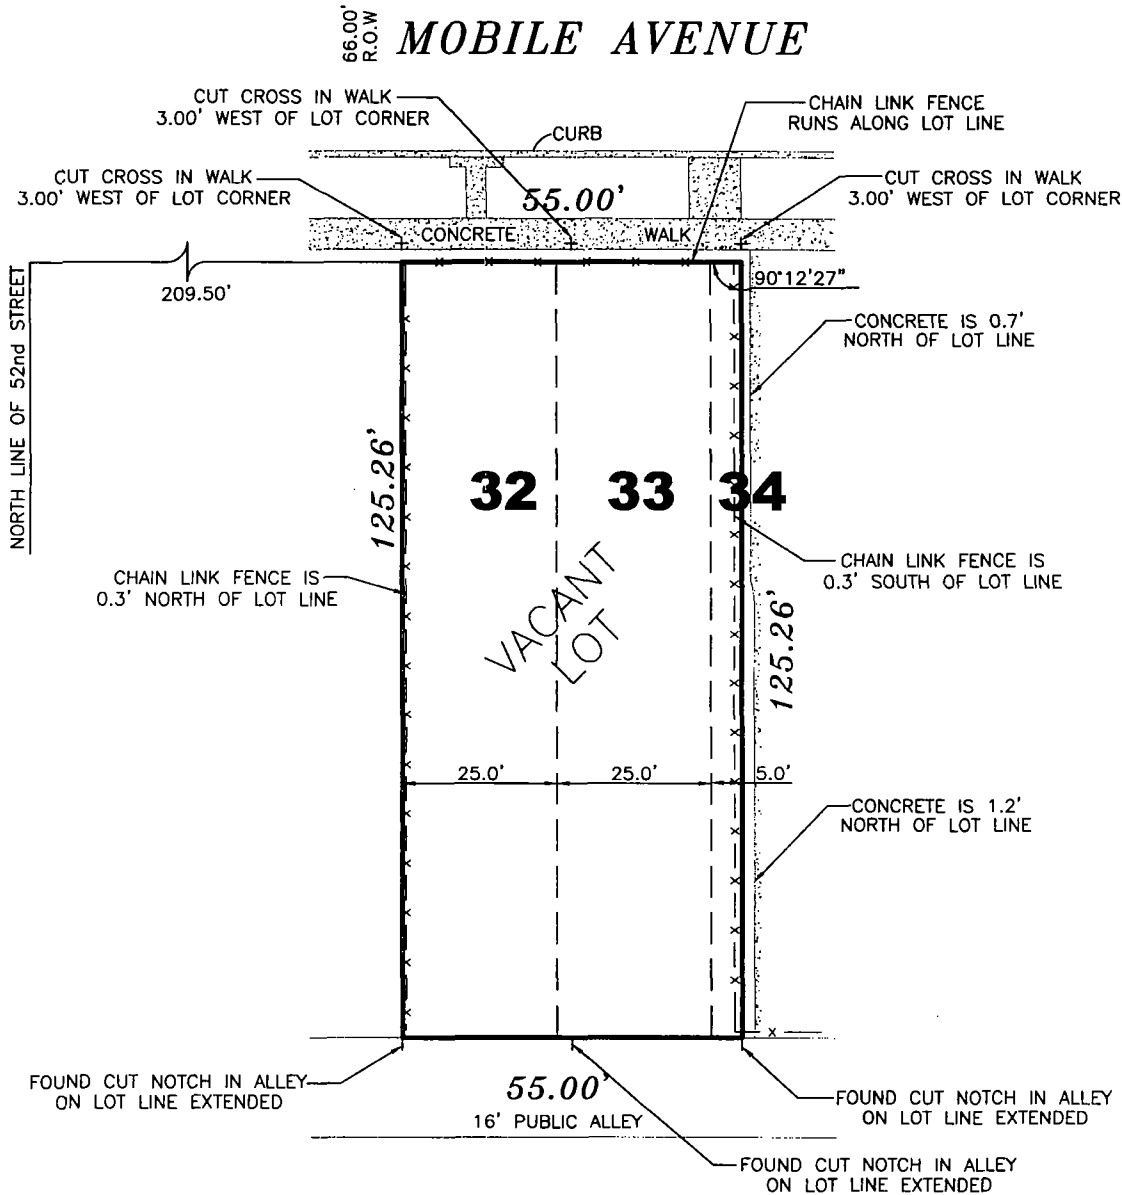 66.00'
R.O.W
MOBILE AVENUE
CUT CROSS IN WALK
3.00' WEST OF LOT CORNER
CHAIN LINK FENCE
RUNS ALONG LOT LINE
CURB
CUT CROSS IN WALK
3.00' WEST OF LOT CORNER
55.00'
CUT CROSS IN WALK
3.00' WEST OF LOT CORNER
CONCRETE WALK
209.50'
90°12'27"
NORTH LINE OF 52nd STREET
CONCRETE IS 0.7'
NORTH OF LOT LINE
125.26'
32 33 34
CHAIN LINK FENCE IS
0.3' NORTH OF LOT LINE
CHAIN LINK FENCE IS
0.3' SOUTH OF LOT LINE
VACANT
LOT
125.26'
25.0' 25.0' 5.0'
CONCRETE IS 1.2'
NORTH OF LOT LINE
FOUND CUT NOTCH IN ALLEY
ON LOT LINE EXTENDED
55.00'
16' PUBLIC ALLEY
FOUND CUT NOTCH IN ALLEY
ON LOT LINE EXTENDED
FOUND CUT NOTCH IN ALLEY
ON LOT LINE EXTENDED